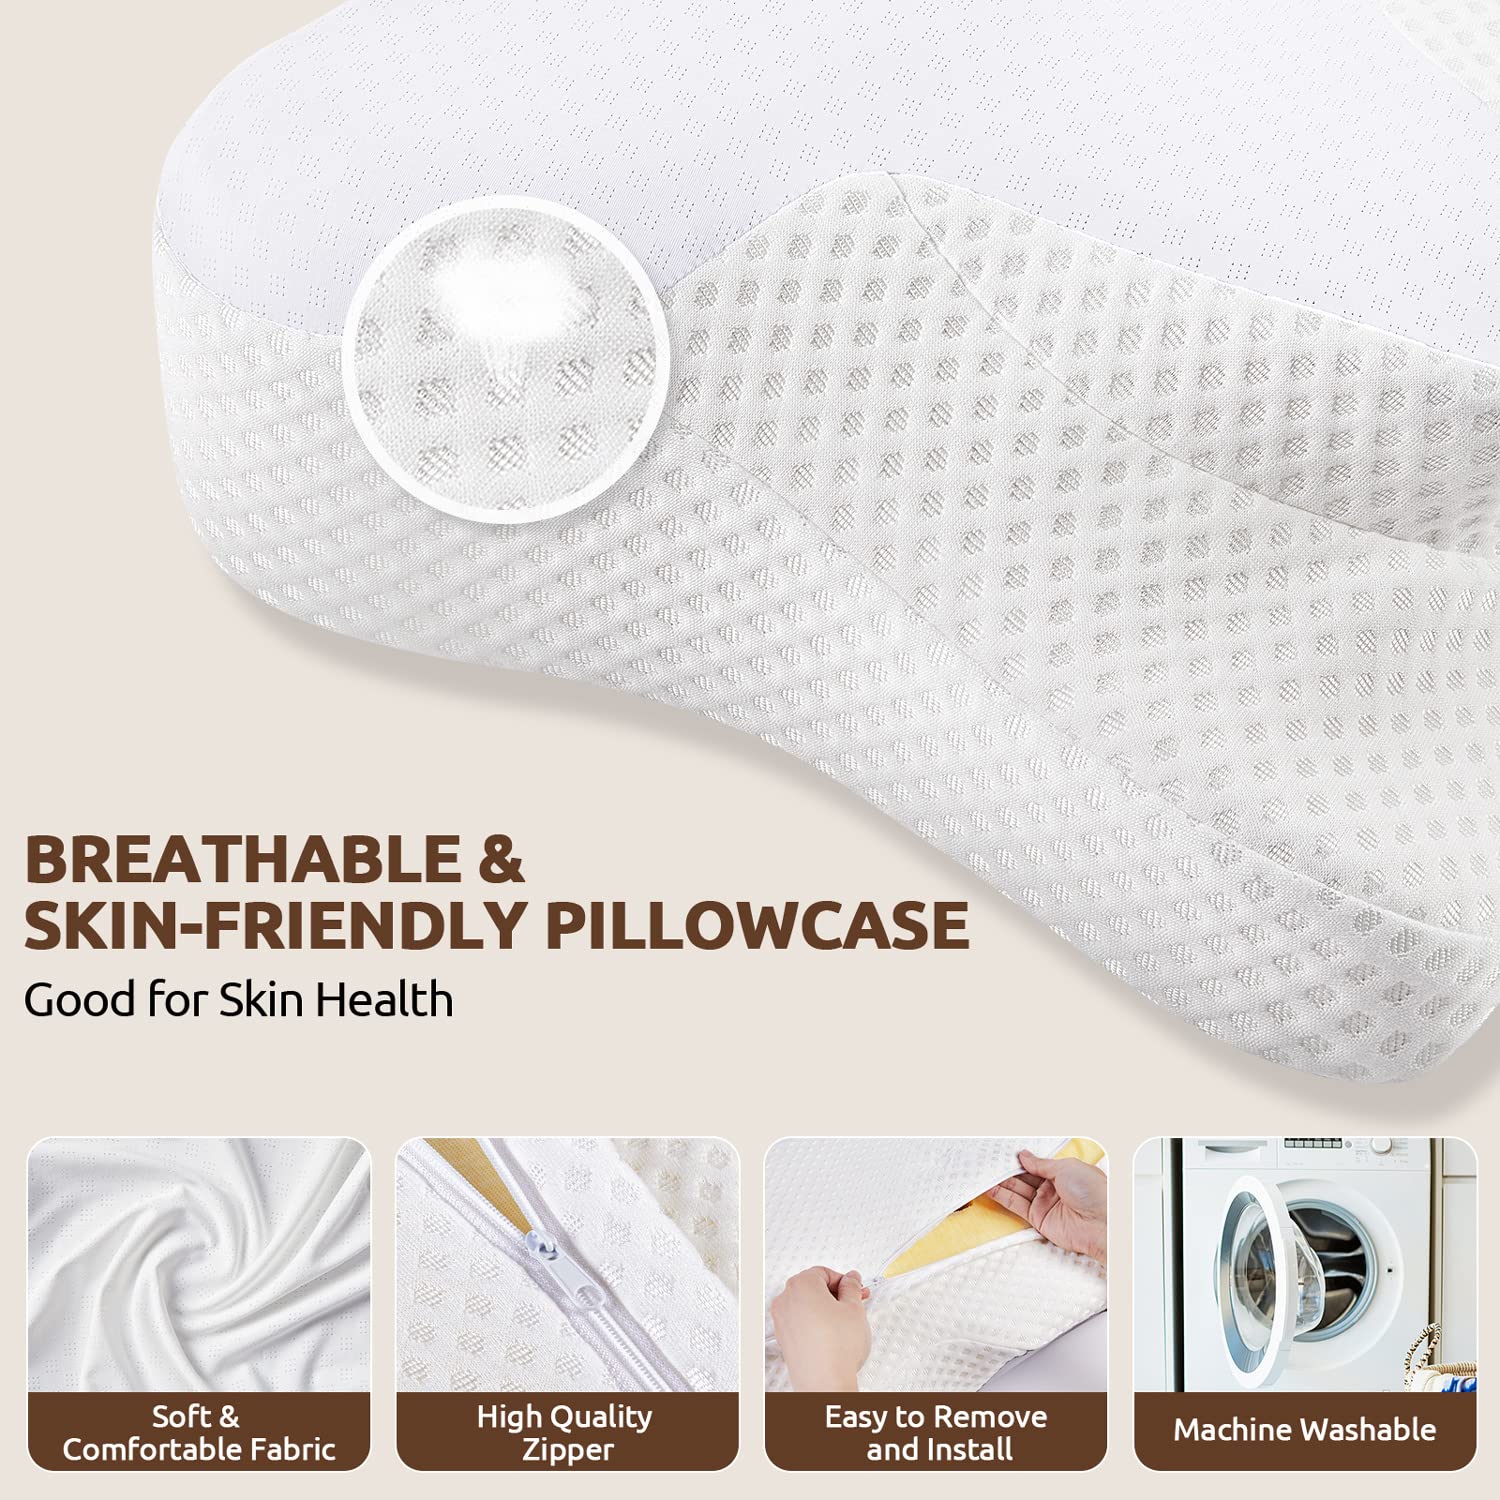 BREATHABLE &
SKIN-FRIENDLY PILLOWCASE
Good for Skin Health
Soft &
Comfortable Fabric
High Quality
Zipper
Easy to Remove
and Install
Machine Washable